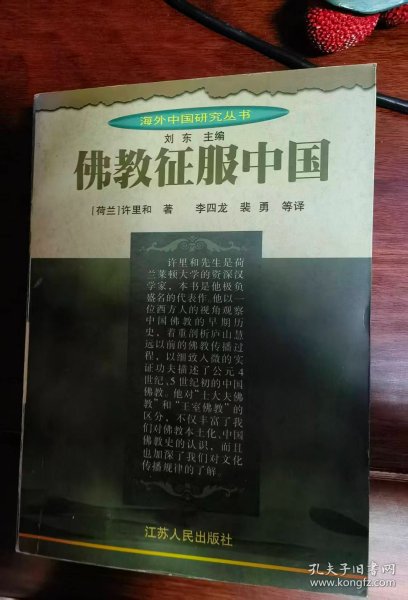 海外中国研究丛书
刘 东 主编
佛教征服中国
[荷兰]许里和 著 李四龙 裴 勇 等译
许里和先生是荷
兰莱顿大学的资深汉
学家，本书是他极负
盛名的代表作。他以一
位西方人的视角观察
中国佛教的早期历
史，着重剖析庐山慧
远以前的佛教传播过
程，以细致入微的实
证功夫描述了公元4
世纪、5世纪初的中国
佛教。他对“士大夫佛
教”和“王室佛教”的
区分，不仅丰富了我
们对佛教本土化、中国
佛教史的认识，而且
也加深了我们对文化
传播规律的了解。
江苏人民出版社
孔夫子旧书网
www.kongfz.com